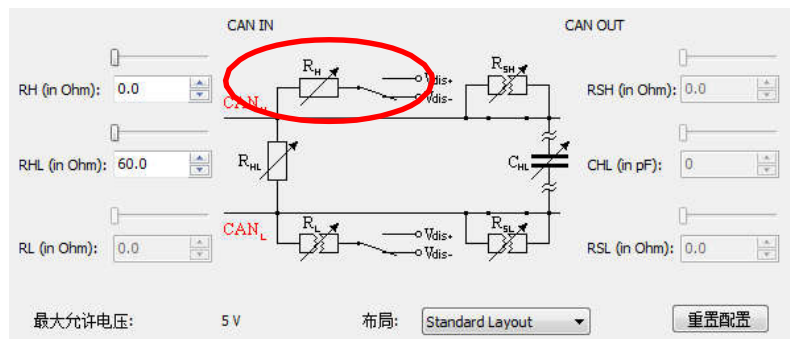 CAN IN
CAN OUT
RH (in Ohm): 0.0
RH
Vdis+
Vdis-
RSH
RSH (in Ohm): 0.0
CANH
RHL (in Ohm): 60.0
RHL
CHL
CHL (in pF): 0
CANL
RL (in Ohm): 0.0
RL
Vdis+
Vdis-
RSL
RSL (in Ohm): 0.0
最大允许电压: 5 V
布局: Standard Layout
重置配置